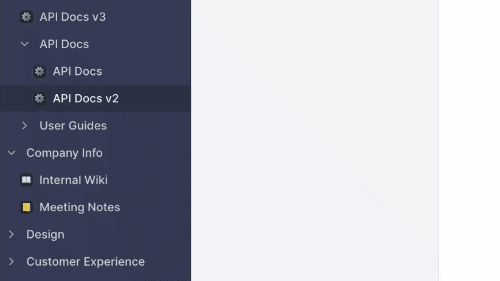 API Docs v3
API Docs
API Docs
API Docs v2
User Guides
Company Info
Internal Wiki
Meeting Notes
Design
Customer Experience